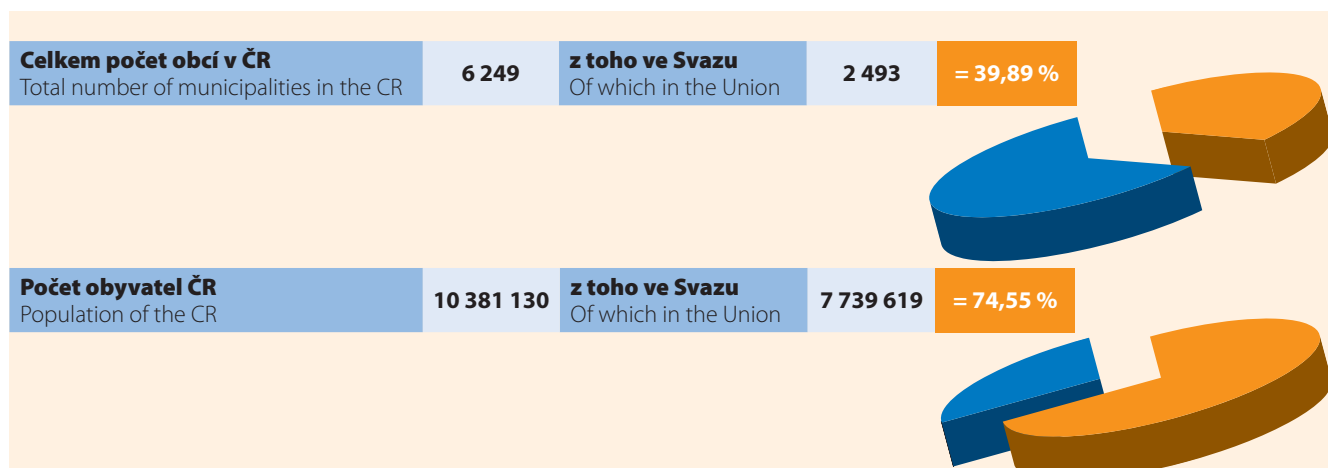 Celkem počet obcí v ČR
Total number of municipalities in the CR
6 249
z toho ve Svazu
Of which in the Union
2 493
= 39,89 %
Počet obyvatel ČR
Population of the CR
10 381 130
z toho ve Svazu
Of which in the Union
7 739 619
= 74,55 %